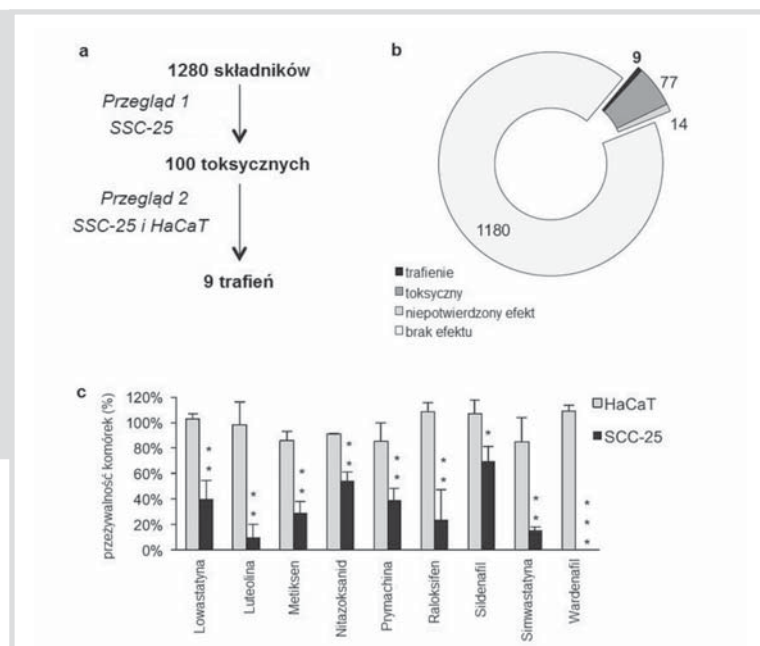 a
1280 składników
Przegląd 1
SSC-25
100 toksycznych
Przegląd 2
SSC-25 i HaCaT
9 trafień
b
9
77
14
1180
trafienie
toksyczny
niepotwierdzony efekt
brak efektu
c
przeżywalność komórek (%)
120%
100%
80%
60%
40%
20%
0%
* *
* *
* *
* *
* *
* *
*
* *
* * *
HaCaT
SCC-25
Lowastatyna
Luteolina
Metiksen
Nitazoksanid
Prymachina
Raloksifen
Sildenafil
Simwastatyna
Wardenafil